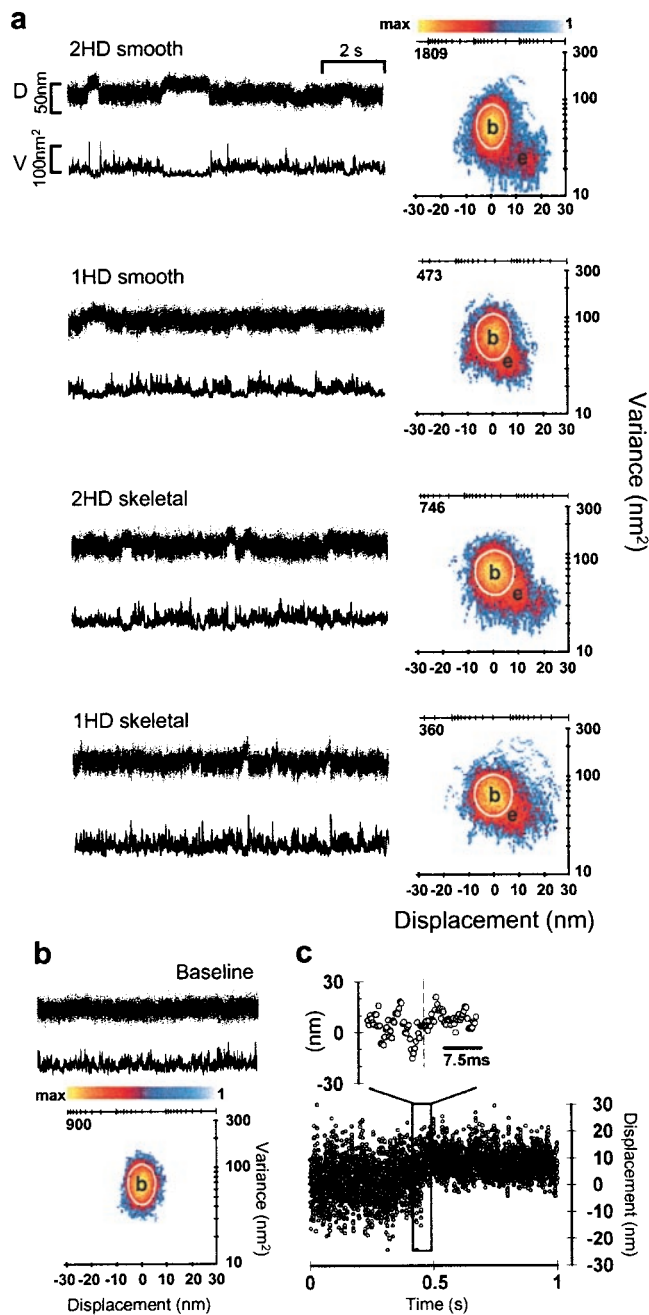 a
2HD smooth
2 s
D
50nm
V
100nm²
max 1
1809
b
e
300
100
10
-30 -20 -10 0 10 20 30
1HD smooth
473
b
e
300
100
10
-30 -20 -10 0 10 20 30
2HD skeletal
746
b
e
300
100
10
-30 -20 -10 0 10 20 30
1HD skeletal
360
b
e
300
100
10
-30 -20 -10 0 10 20 30
Variance (nm²)
Displacement (nm)
b
Baseline
max 1
900
b
300
100
10
Variance (nm²)
-30 -20 -10 0 10 20 30
Displacement (nm)
c
30
0
-30
(nm)
7.5ms
30
20
10
0
-10
-20
-30
Displacement (nm)
0 0.5 1
Time (s)